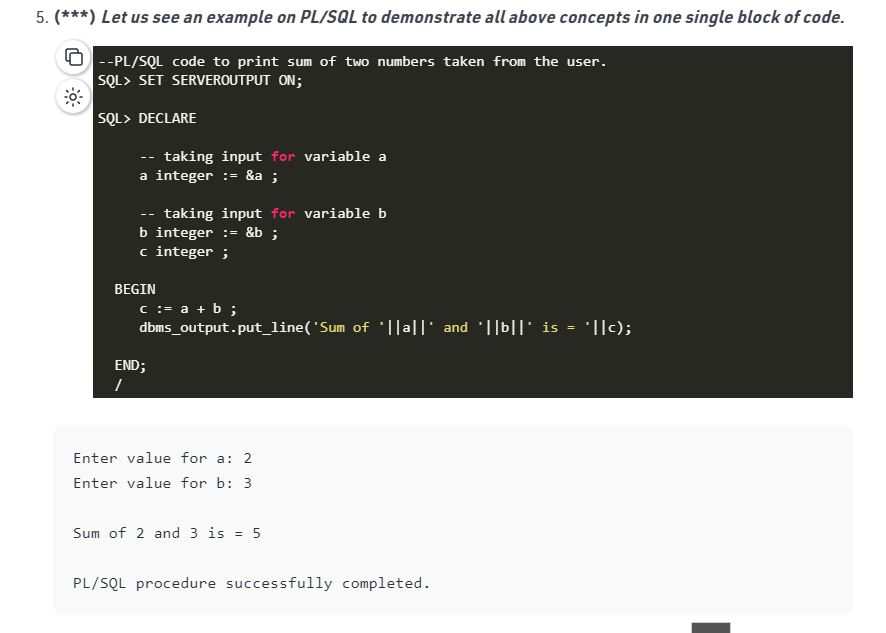 5. (***) Let us see an example on PL/SQL to demonstrate all above concepts in one single block of code.
--PL/SQL code to print sum of two numbers taken from the user.
SQL> SET SERVEROUTPUT ON;
SQL> DECLARE
-- taking input for variable a
a integer := &a ;
-- taking input for variable b
b integer := &b ;
c integer ;
BEGIN
c := a + b ;
dbms_output.put_line('Sum of '||a||' and '||b||' is = '||c);
END;
/
Enter value for a: 2
Enter value for b: 3
Sum of 2 and 3 is = 5
PL/SQL procedure successfully completed.